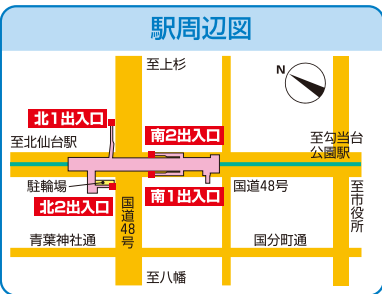 駅周辺図
至上杉
N
北1出入口
南2出入口
至北仙台駅
至勾当台
公園駅
駐輪場
南1出入口
国道48号
北2出入口
国道48号
至市役所
青葉神社通
国分町通
至八幡